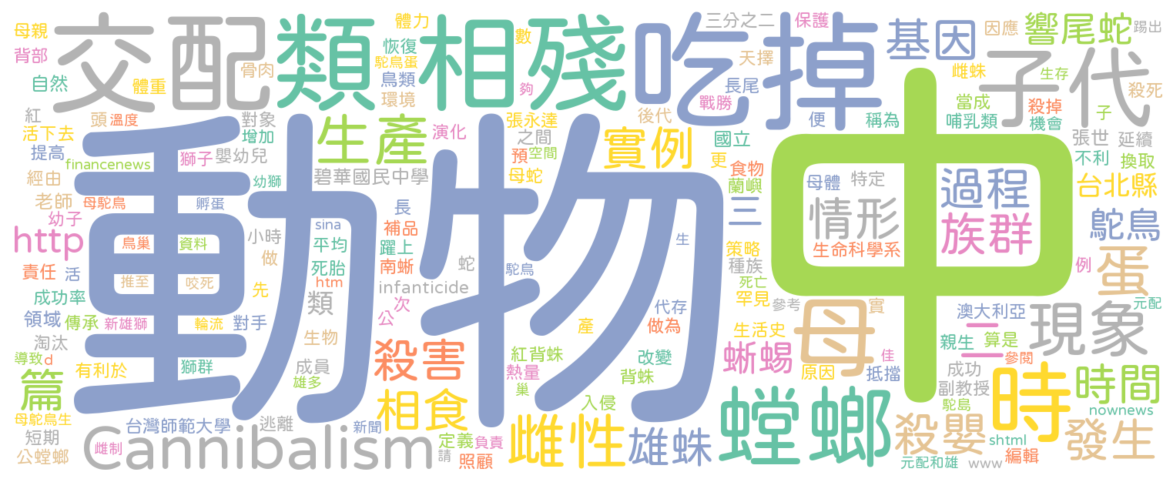 母親
交配
類
體力
相殘
三分之二
保護
基因
因應
響尾蛇
踢出
背部
恢復
數
吃掉
雌蛛
生存
自然
骨肉
鴕鳥蛋
天擇
子代
體重
鳥類
夠
長尾
殺死
環境
戰勝
後代
紅
頭
溫度
對象
生產
演化
張永達
便
稱為
當成
殺掉
子
活下去
增加
之間
實例
國立
哺乳類
機會
張世
延續
提高
financenews
獅子
嬰幼兒
碧華國民中學
預
空間
更
食物
母體
特定
過程
不利
換取
經由
幼獅
母蛇
蘭嶼
台北縣
老師
母駝鳥
孵蛋
動物
中
三
情形
族群
幼子
長
補品
鴕鳥
http
鳥巢
資料
小時
sina
躍上
蛇
生
策略
生命科學系
蛋
責任
活
做
平均
南蜥
駝鳥
種族
例
推至
咬死
死胎
htm
infanticide
死亡
罕見
參考
實
元配
成功率
先
類
次
代存
母
澳大利亞
現象
領域
傳承
新雄獅
輪流
對手
公
做為
二
親生
算是
淘汰
生物
產
生活史
參閱
導致
d
獅群
成員
殺害
紅背蛛
改變
蜥蜴
原因
佳
成功
時間
有利於
雄多
熱量
背蛛
抵擋
副教授
篇
巢
相食
螳螂
時
駝島
nownews
母鴕鳥生
台灣師範大學
逃離
新聞
入侵
殺嬰
發生
短期
Cannibalism
定義
負責
雌性
雄蛛
shtml
公螳螂
雌制
請
照顧
元配和雄
www
編輯